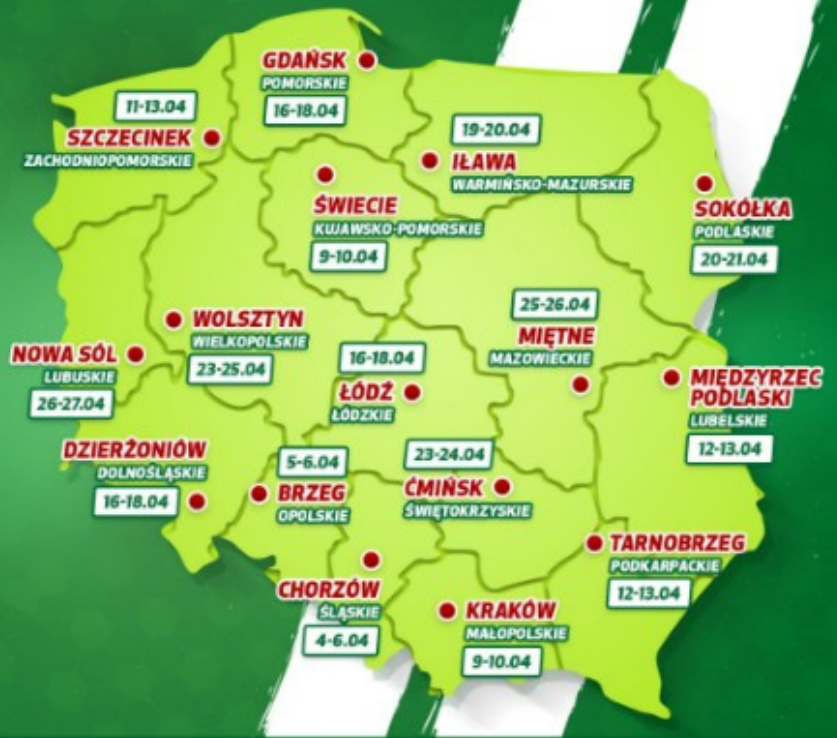 GDAŃSK
POMORSKIE
16-18.04
11-13.04
SZCZECINEK
ZACHODNIOPOMORSKIE
19-20.04
IŁAWA
WARMIŃSKO-MAZURSKIE
ŚWIECIE
KUJAWSKO-POMORSKIE
9-10.04
SOKÓŁKA
PODLASKIE
20-21.04
25-26.04
MIĘTNE
MAZOWIECKIE
WOLSZTYN
WIELKOPOLSKIE
23-25.04
NOWA SÓL
LUBUSKIE
26-27.04
16-18.04
ŁÓDŹ
ŁÓDZKIE
MIĘDZYRZEC
PODLASKI
LUBELSKIE
12-13.04
DZIERŻONIÓW
DOLNOŚLĄSKIE
16-18.04
5-6.04
BRZEG
OPOLSKIE
23-24.04
ĆMIŃSK
ŚWIĘTOKRZYSKIE
TARNOBRZEG
PODKARPACKIE
12-13.04
CHORZÓW
ŚLĄSKIE
4-6.04
KRAKÓW
MAŁOPOLSKIE
9-10.04